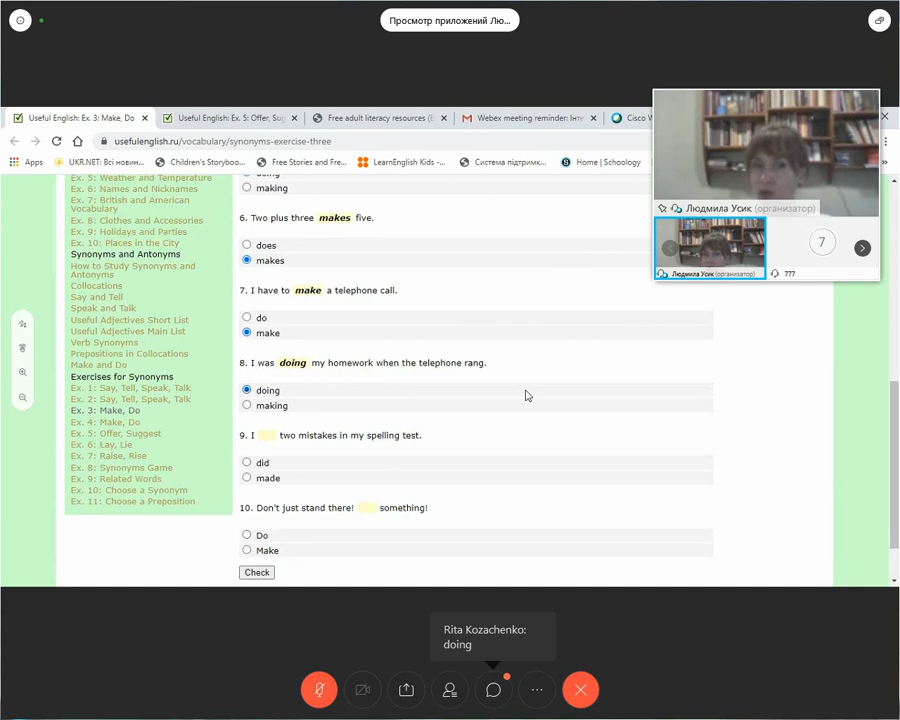 Просмотр приложений Лю...
Useful English: Ex. 3: Make, Do
Useful English: Ex. 5: Offer, Sug
Free adult literacy resources (
Webex meeting reminder: Інте
Cisco W
usefulenglish.ru/vocabulary/synonyms-exercise-three
Apps
UKR.NET: Всі новин...
Children's Storyboo...
Free Stories and Fre...
LearnEnglish Kids -...
Система підтримк...
Home | Schoology
Людмила Усик (организатор)
Людмила Усик (организатор)
7
777
Ex. 5: Weather and Temperature
Ex. 6: Names and Nicknames
Ex. 7: British and American
Vocabulary
Ex. 8: Clothes and Accessories
Ex. 9: Holidays and Parties
Ex. 10: Places in the City
Synonyms and Antonyms
How to Study Synonyms and
Antonyms
Collocations
Say and Tell
Speak and Talk
Useful Adjectives Short List
Useful Adjectives Main List
Verb Synonyms
Prepositions in Collocations
Make and Do
Exercises for Synonyms
Ex. 1: Say, Tell, Speak, Talk
Ex. 2: Say, Tell, Speak, Talk
Ex. 3: Make, Do
Ex. 4: Make, Do
Ex. 5: Offer, Suggest
Ex. 6: Lay, Lie
Ex. 7: Raise, Rise
Ex. 8: Synonyms Game
Ex. 9: Related Words
Ex. 10: Choose a Synonym
Ex. 11: Choose a Preposition
doing
making
6. Two plus three makes five.
does
makes
7. I have to make a telephone call.
do
make
8. I was doing my homework when the telephone rang.
doing
making
9. I two mistakes in my spelling test.
did
made
10. Don't just stand there! something!
Do
Make
Check
Rita Kozachenko:
doing